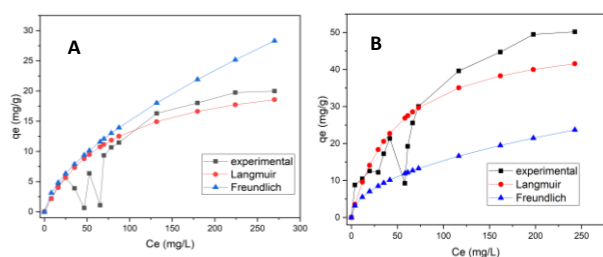 A
qe (mg/g)
30
25
20
15
10
5
0
experimental
Langmuir
Freundlich
0 50 100 150 200 250 300
Ce (mg/L)
B
qe (mg/g)
50
40
30
20
10
0
experimental
Langmuir
Freundlich
0 50 100 150 200 250
Ce (mg/L)